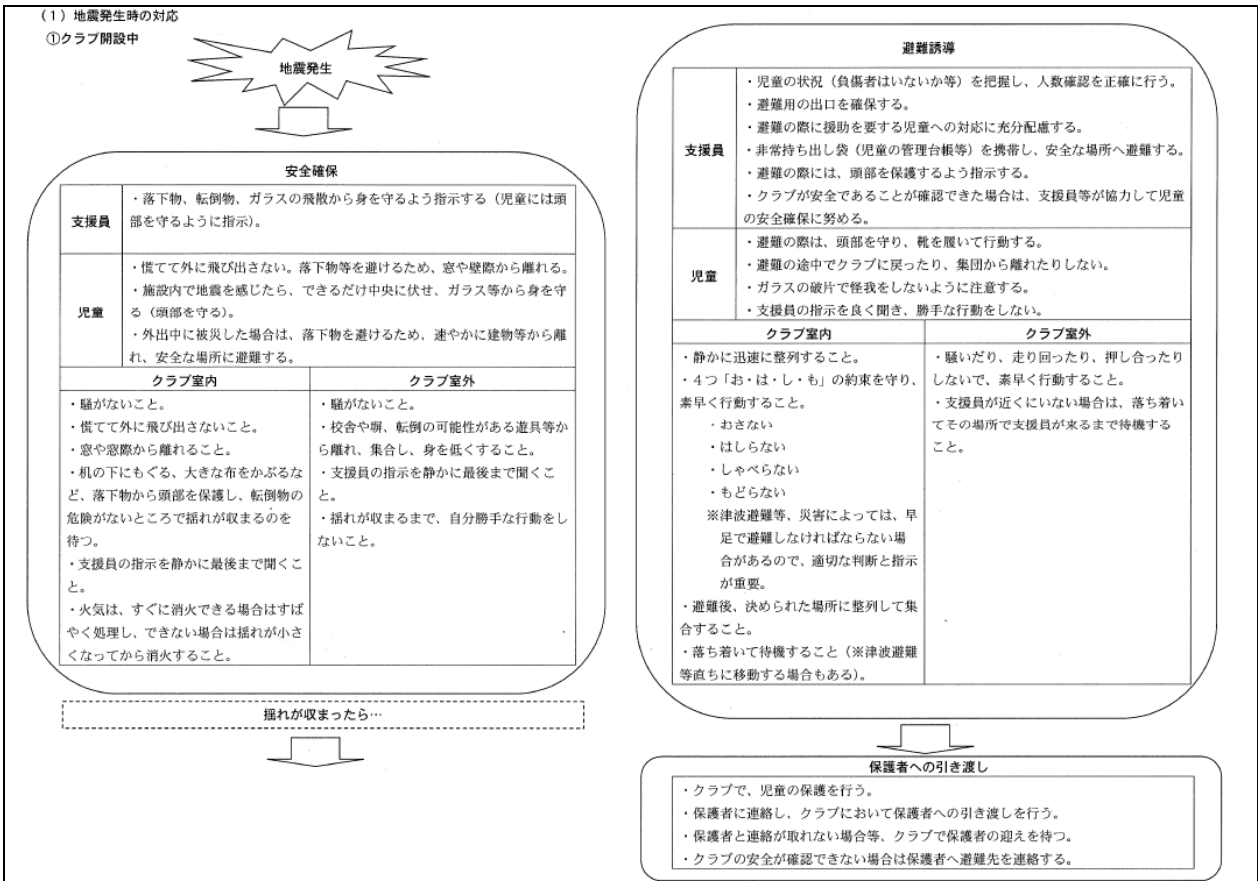 （１）地震発生時の対応
①クラブ開設中
地震発生
安全確保
支援員
・落下物、転倒物、ガラスの飛散から身を守るよう指示する（児童には頭
部を守るように指示）。
児童
・慌てて外に飛び出さない。落下物等を避けるため、窓や壁際から離れる。
・施設内で地震を感じたら、できるだけ中央に伏せ、ガラス等から身を守
る（頭部を守る）。
・外出中に被災した場合は、落下物を避けるため、速やかに建物等から離
れ、安全な場所に避難する。
クラブ室内
・騒がないこと。
・慌てて外に飛び出さないこと。
・窓や窓際から離れること。
・机の下にもぐる、大きな布をかぶるな
ど、落下物から頭部を保護し、転倒物の
危険がないところで揺れが収まるのを
待つ。
・支援員の指示を静かに最後まで聞くこ
と。
・火気は、すぐに消火できる場合はすば
やく処理し、できない場合は揺れが小さ
くなってから消火すること。
クラブ室外
・騒がないこと。
・校舎や塀、転倒の可能性がある遊具等か
ら離れ、集合し、身を低くすること。
・支援員の指示を静かに最後まで聞くこ
と。
・揺れが収まるまで、自分勝手な行動をし
ないこと。
揺れが収まったら…
避難誘導
支援員
・児童の状況（負傷者はいないか等）を把握し、人数確認を正確に行う。
・避難用の出口を確保する。
・避難の際に援助を要する児童への対応に充分配慮する。
・非常持ち出し袋（児童の管理台帳等）を携帯し、安全な場所へ避難する。
・避難の際には、頭部を保護するよう指示する。
・クラブが安全であることが確認できた場合は、支援員等が協力して児童
の安全確保に努める。
児童
・避難の際は、頭部を守り、靴を履いて行動する。
・避難の途中でクラブに戻ったり、集団から離れたりしない。
・ガラスの破片で怪我をしないように注意する。
・支援員の指示を良く聞き、勝手な行動をしない。
クラブ室内
・静かに迅速に整列すること。
・４つ「お・は・し・も」の約束を守り、
素早く行動すること。
・おさない
・はしらない
・しゃべらない
・もどらない
※津波避難等、災害によっては、早
足で避難しなければならない場
合があるので、適切な判断と指示
が重要。
・避難後、決められた場所に整列して集
合すること。
・落ち着いて待機すること（※津波避難
等直ちに移動する場合もある）。
クラブ室外
・騒いだり、走り回ったり、押し合ったり
しないで、素早く行動すること。
・支援員が近くにいない場合は、落ち着い
てその場所で支援員が来るまで待機する
こと。
保護者への引き渡し
・クラブで、児童の保護を行う。
・保護者に連絡し、クラブにおいて保護者への引き渡しを行う。
・保護者と連絡が取れない場合等、クラブで保護者の迎えを待つ。
・クラブの安全が確認できない場合は保護者へ避難先を連絡する。